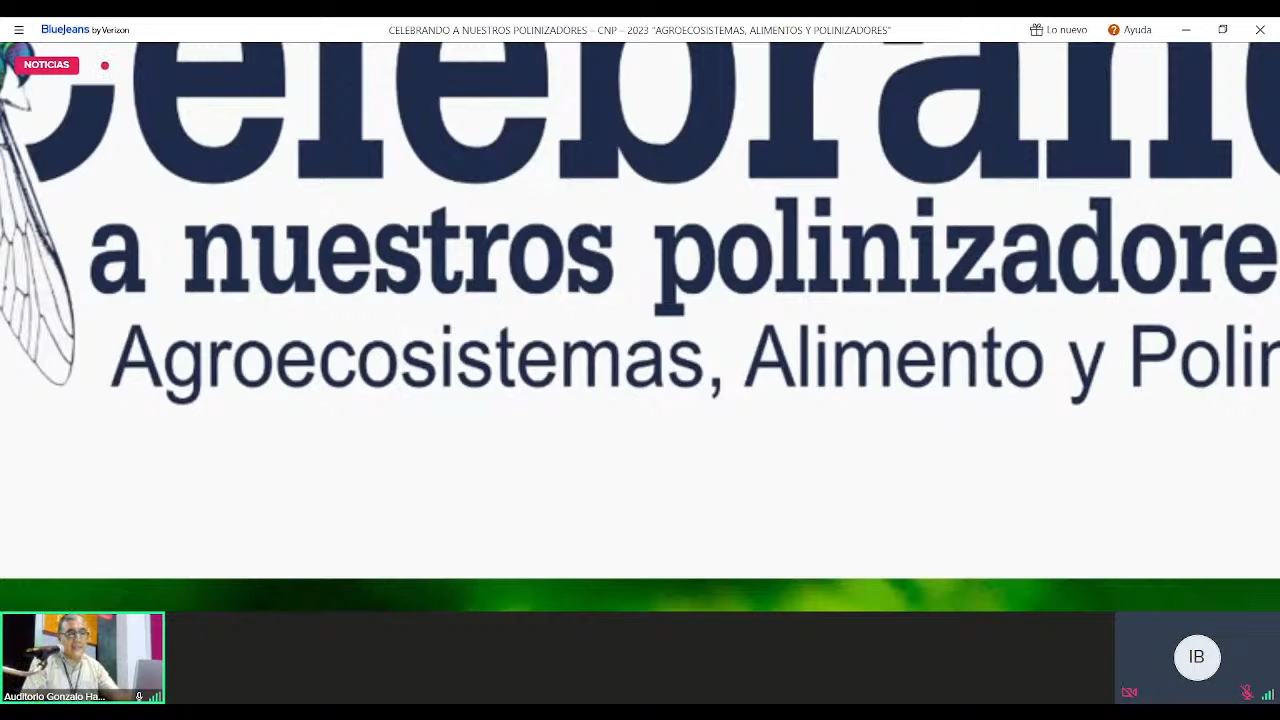 BlueJeans by Verizon
CELEBRANDO A NUESTROS POLINIZADORES – CNP – 2023 "AGROECOSISTEMAS, ALIMENTOS Y POLINIZADORES"
Lo nuevo
Ayuda
NOTICIAS
Celebrand
a nuestros polinizadore
Agroecosistemas, Alimento y Polin
Auditorio Gonzalo Ha...
IB